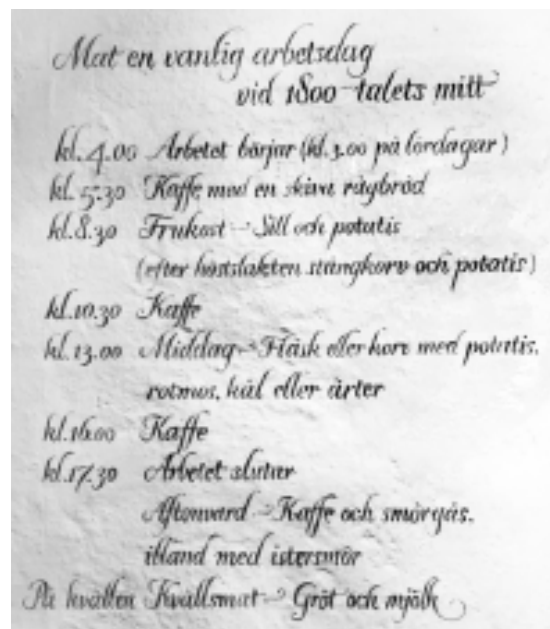 Mat en vanlig arbetsdag
vid 1800-talets mitt
kl. 4.00 Arbetet börjar (kl. 3.00 på lördagar)
kl. 5.30 Kaffe med en skiva rågbröd
kl. 8.30 Frukost - Sill och potatis
(efter höstslakten stångkorv och potatis)
kl. 10.30 Kaffe
kl. 13.00 Middag - Fläsk eller korv med potatis,
rotmos, kål eller ärter
kl. 16.00 Kaffe
kl. 17.30 Arbetet slutar
Aftonvard - Kaffe och smörgås,
ibland med istersmör
På kvällen Kvällsmat - Gröt och mjölk